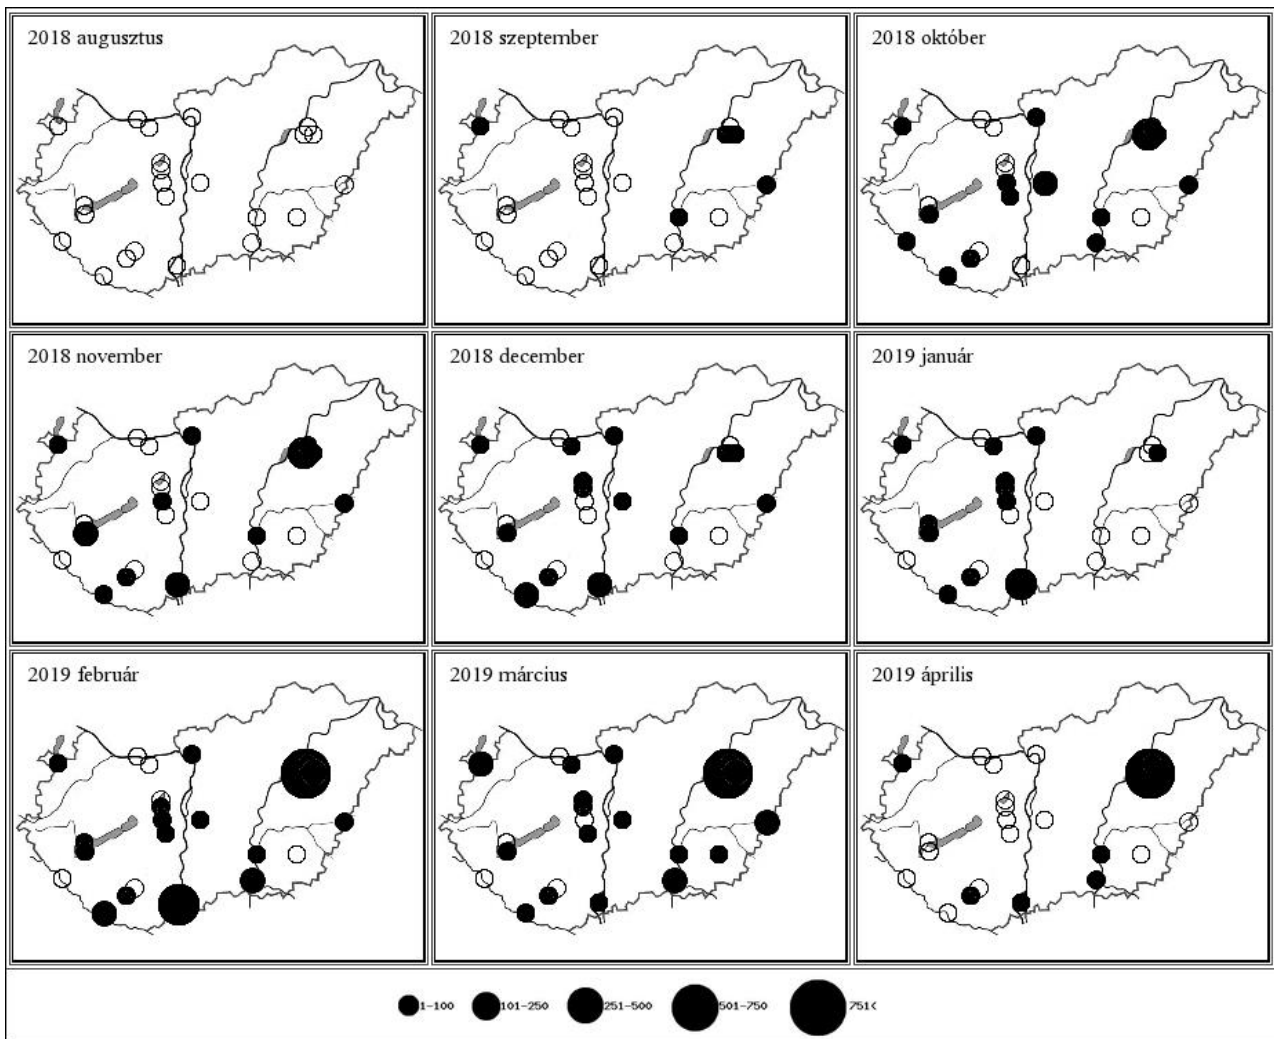 2018 augusztus
2018 szeptember
2018 október
2018 november
2018 december
2019 január
2019 február
2019 március
2019 április
1-100 101-250 251-500 501-750 751<